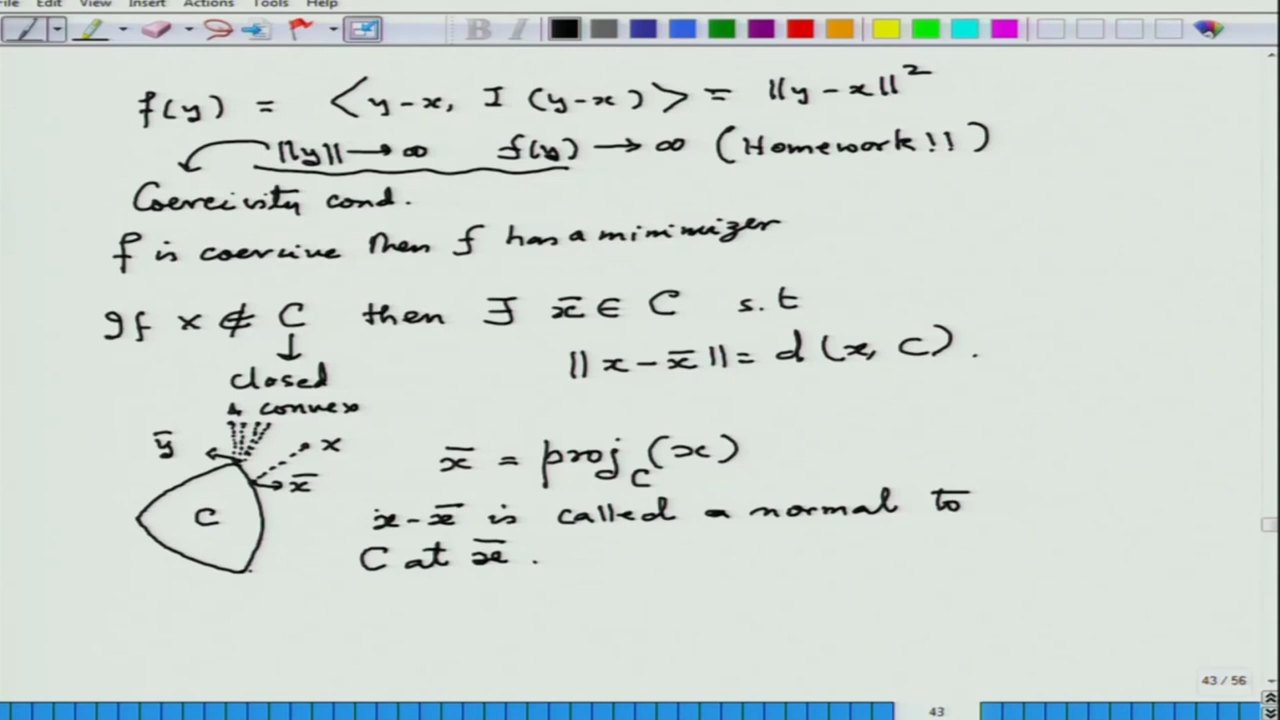 File Edit View Insert Actions Tools Help
f(y) = <y-x, I (y-x)> = ||y-x||²
||y|| → ∞ f(y) → ∞ (Homework!!)
Coercivity cond.
f is coercive then f has a minimizer
If x ∉ C then ∃ x̄ ∈ C s.t
||x - x̄|| = d(x, C).
closed
& convex
ȳ
x
x̄
C
x̄ = proj_C (x)
x - x̄ is called a normal to
C at x̄.
43 / 56
43